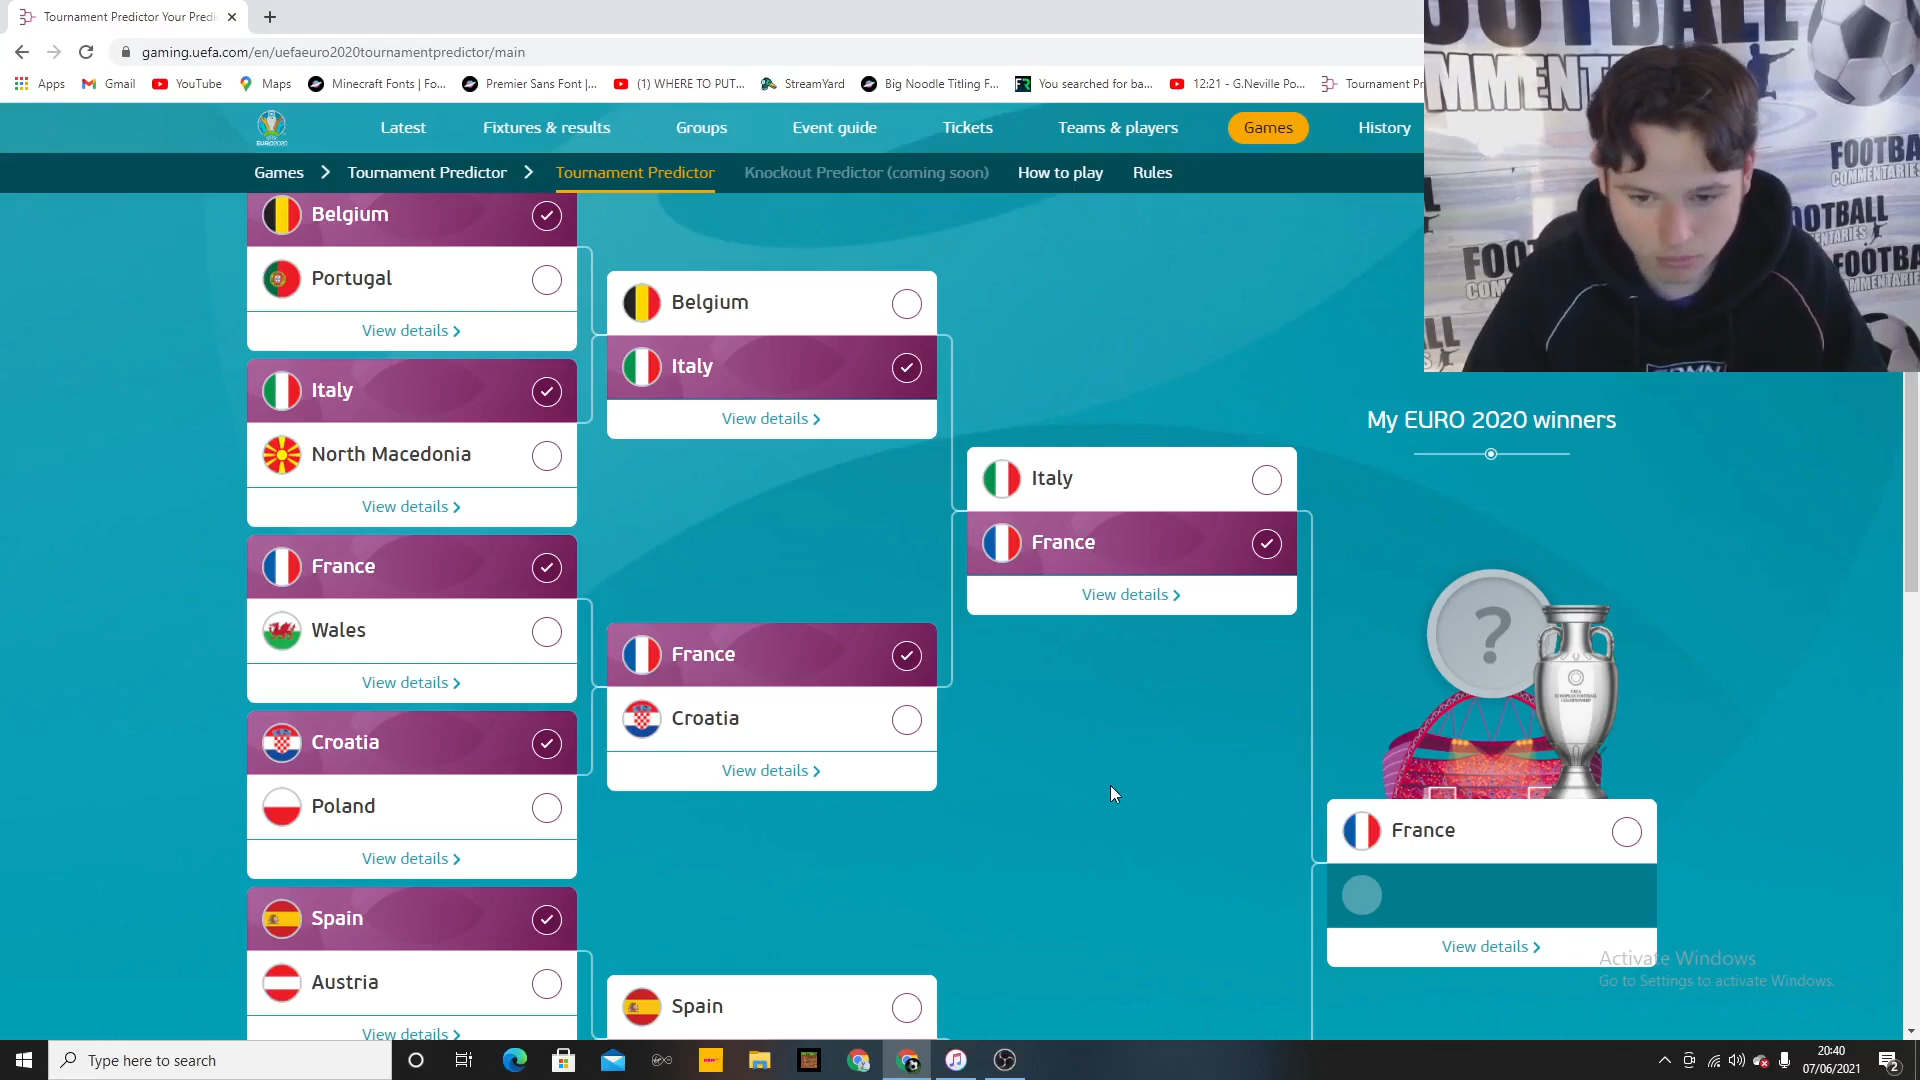 Tournament Predictor Your Predi
gaming.uefa.com/en/uefaeuro2020tournamentpredictor/main
Apps Gmail YouTube Maps Minecraft Fonts | Fo... Premier Sans Font |... (1) WHERE TO PUT... StreamYard Big Noodle Titling F... You searched for ba... 12:21 - G.Neville Po... Tournament Pr
EURO2020 Latest Fixtures & results Groups Event guide Tickets Teams & players Games History
Games Tournament Predictor Tournament Predictor Knockout Predictor (coming soon) How to play Rules
Belgium
Portugal
View details
Italy
North Macedonia
View details
France
Wales
View details
Croatia
Poland
View details
Spain
Austria
View details
Belgium
Italy
View details
France
Croatia
View details
Spain
Italy
France
View details
My EURO 2020 winners
?
France
View details
Activate Windows
Go to Settings to activate Windows.
FOOTBALL
COMMENTARIES
Type here to search
20:40
07/06/2021
2